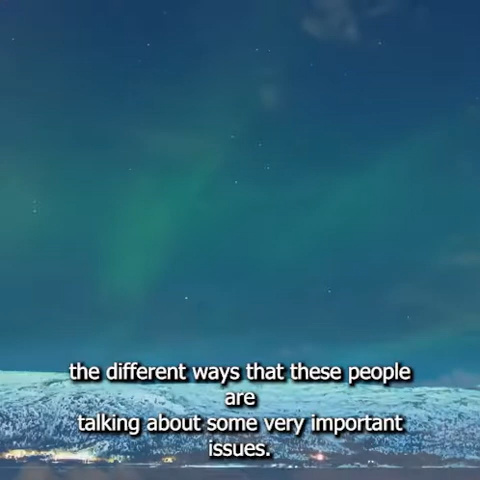 the different ways that these people
are
talking about some very important
issues.